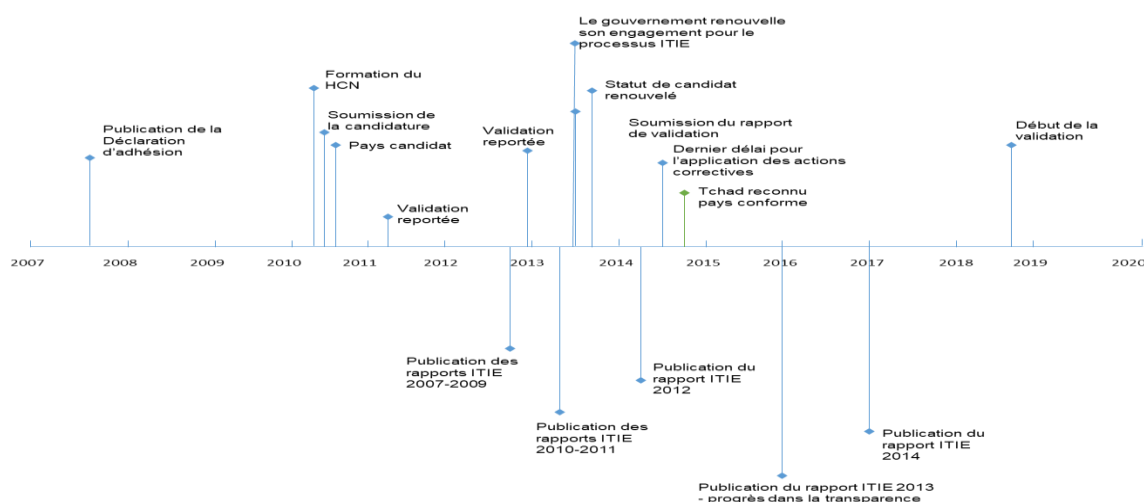 Le gouvernement renouvelle
son engagement pour le
processus ITIE
Formation du
HCN
Statut de candidat
renouvelé
Soumission de
la candidature
Publication de la
Déclaration
d'adhésion
Pays candidat
Validation
reportée
Soumission du rapport
de validation
Début de la
validation
Dernier délai pour
l'application des actions
correctives
Tchad reconnu
pays conforme
Validation
reportée
2007
2008
2009
2010
2011
2012
2013
2014
2015
2016
2017
2018
2019
2020
Publication des
rapports ITIE
2007-2009
Publication du
rapport ITIE
2012
Publication des
rapports ITIE
2010-2011
Publication du
rapport ITIE
2014
Publication du rapport ITIE 2013
- progrès dans la transparence